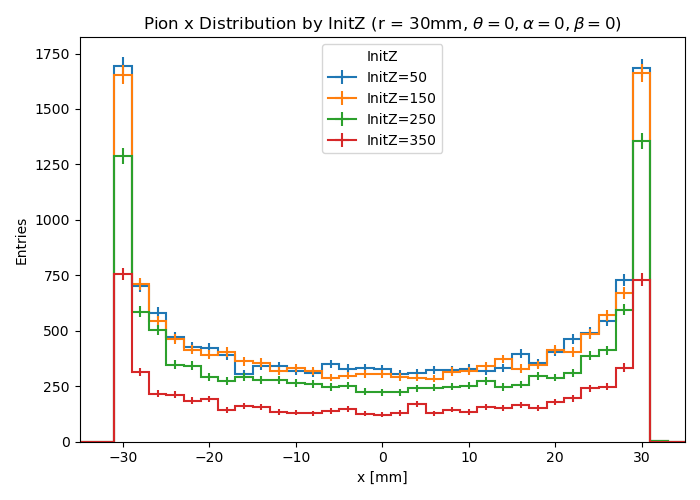 Pion x Distribution by InitZ (r = 30mm, θ = 0, α = 0, β = 0)
Entries
1750
1500
1250
1000
750
500
250
0
InitZ
InitZ=50
InitZ=150
InitZ=250
InitZ=350
−30 −20 −10 0 10 20 30
x [mm]